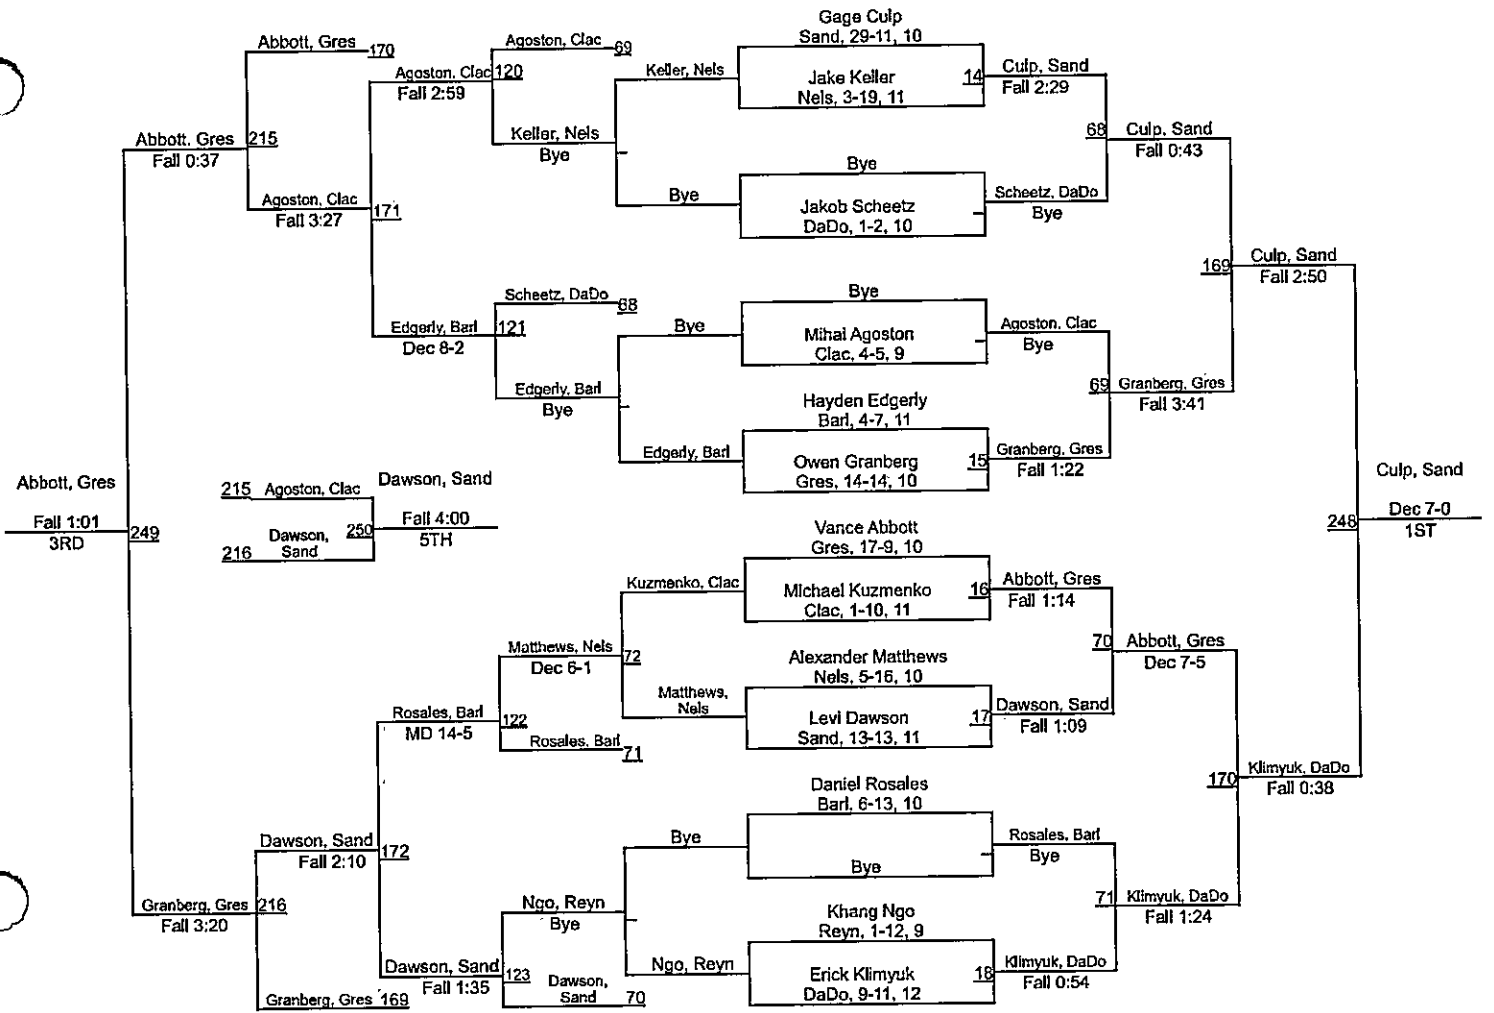 Gage Culp
Sand, 29-11, 10
Abbott, Gres
170
Agoston, Clac
69
Agoston, Clac
120
Fall 2:59
Keller, Nels
Jake Keller
Nels, 3-19, 11
14
Culp, Sand
Fall 2:29
Abbott, Gres
215
Fall 0:37
Keller, Nels
Bye
68
Culp, Sand
Fall 0:43
Bye
Agoston, Clac
171
Fall 3:27
Bye
Jakob Scheetz
DaDo, 1-2, 10
Scheetz, DaDo
Bye
169
Culp, Sand
Fall 2:50
Scheetz, DaDo
68
Bye
Edgerly, Barl
121
Dec 8-2
Bye
Mihai Agoston
Clac, 4-5, 9
Agoston, Clac
Bye
Edgerly, Barl
Bye
69
Granberg, Gres
Fall 3:41
Hayden Edgerly
Barl, 4-7, 11
Edgerly, Barl
Owen Granberg
Gres, 14-14, 10
15
Granberg, Gres
Fall 1:22
Abbott, Gres
Fall 1:01
3RD
249
215
Agoston, Clac
Dawson, Sand
216
Dawson,
Sand
250
Fall 4:00
5TH
Culp, Sand
248
Dec 7-0
1ST
Vance Abbott
Gres, 17-9, 10
Kuzmenko, Clac
Michael Kuzmenko
Clac, 1-10, 11
16
Abbott, Gres
Fall 1:14
Matthews, Nels
72
Dec 6-1
70
Abbott, Gres
Dec 7-5
Alexander Matthews
Nels, 5-16, 10
Matthews,
Nels
Levi Dawson
Sand, 13-13, 11
17
Dawson, Sand
Fall 1:09
Rosales, Barl
122
MD 14-5
Rosales, Barl
71
170
Klimyuk, DaDo
Fall 0:38
Daniel Rosales
Barl, 6-13, 10
Bye
Bye
Rosales, Barl
Bye
Dawson, Sand
172
Fall 2:10
Granberg, Gres
216
Fall 3:20
Ngo, Reyn
Bye
71
Klimyuk, DaDo
Fall 1:24
Khang Ngo
Reyn, 1-12, 9
Ngo, Reyn
Erick Klimyuk
DaDo, 9-11, 12
18
Klimyuk, DaDo
Fall 0:54
Dawson, Sand
123
Fall 1:35
Dawson,
Sand
70
Granberg, Gres
169